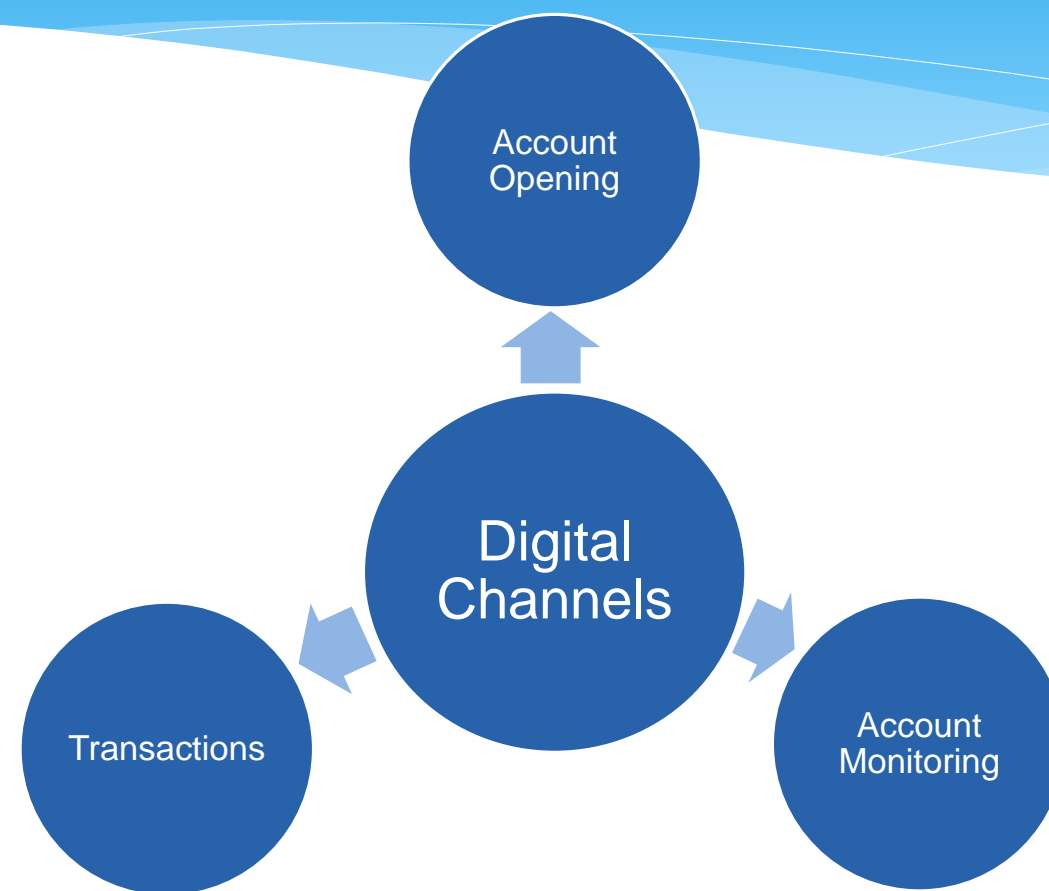 Account
Opening
Digital
Channels
Transactions
Account
Monitoring